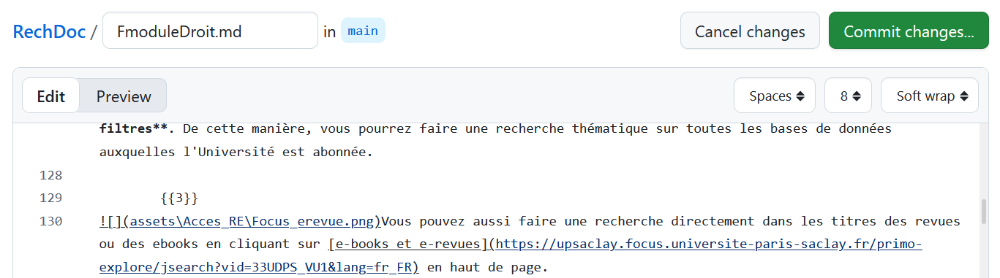 RechDoc / FmoduleDroit.md in main Cancel changes Commit changes...
Edit Preview Spaces 8 Soft wrap
filtres**. De cette manière, vous pourrez faire une recherche thématique sur toutes les bases de données
auxquelles l'Université est abonnée.
128
129 {{3}}
130 ![](assets\Acces_RE\Focus_erevue.png)Vous pouvez aussi faire une recherche directement dans les titres des revues
ou des ebooks en cliquant sur [e-books et e-revues](https://upsaclay.focus.universite-paris-saclay.fr/primo-
explore/jsearch?vid=33UDPS_VU1&lang=fr_FR) en haut de page.